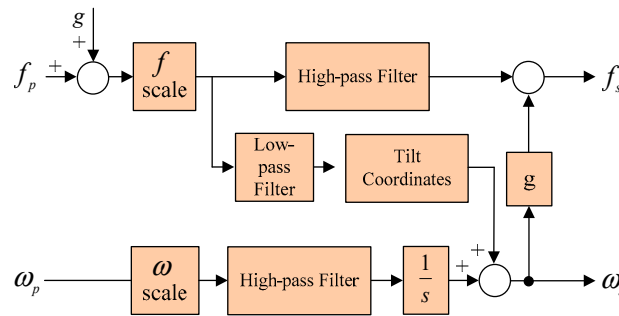 g
+
f_p
+
f
scale
High-pass Filter
f_s
Low-
pass
Filter
Tilt
Coordinates
g
ω_p
ω
scale
High-pass Filter
1
s
+
+
ω